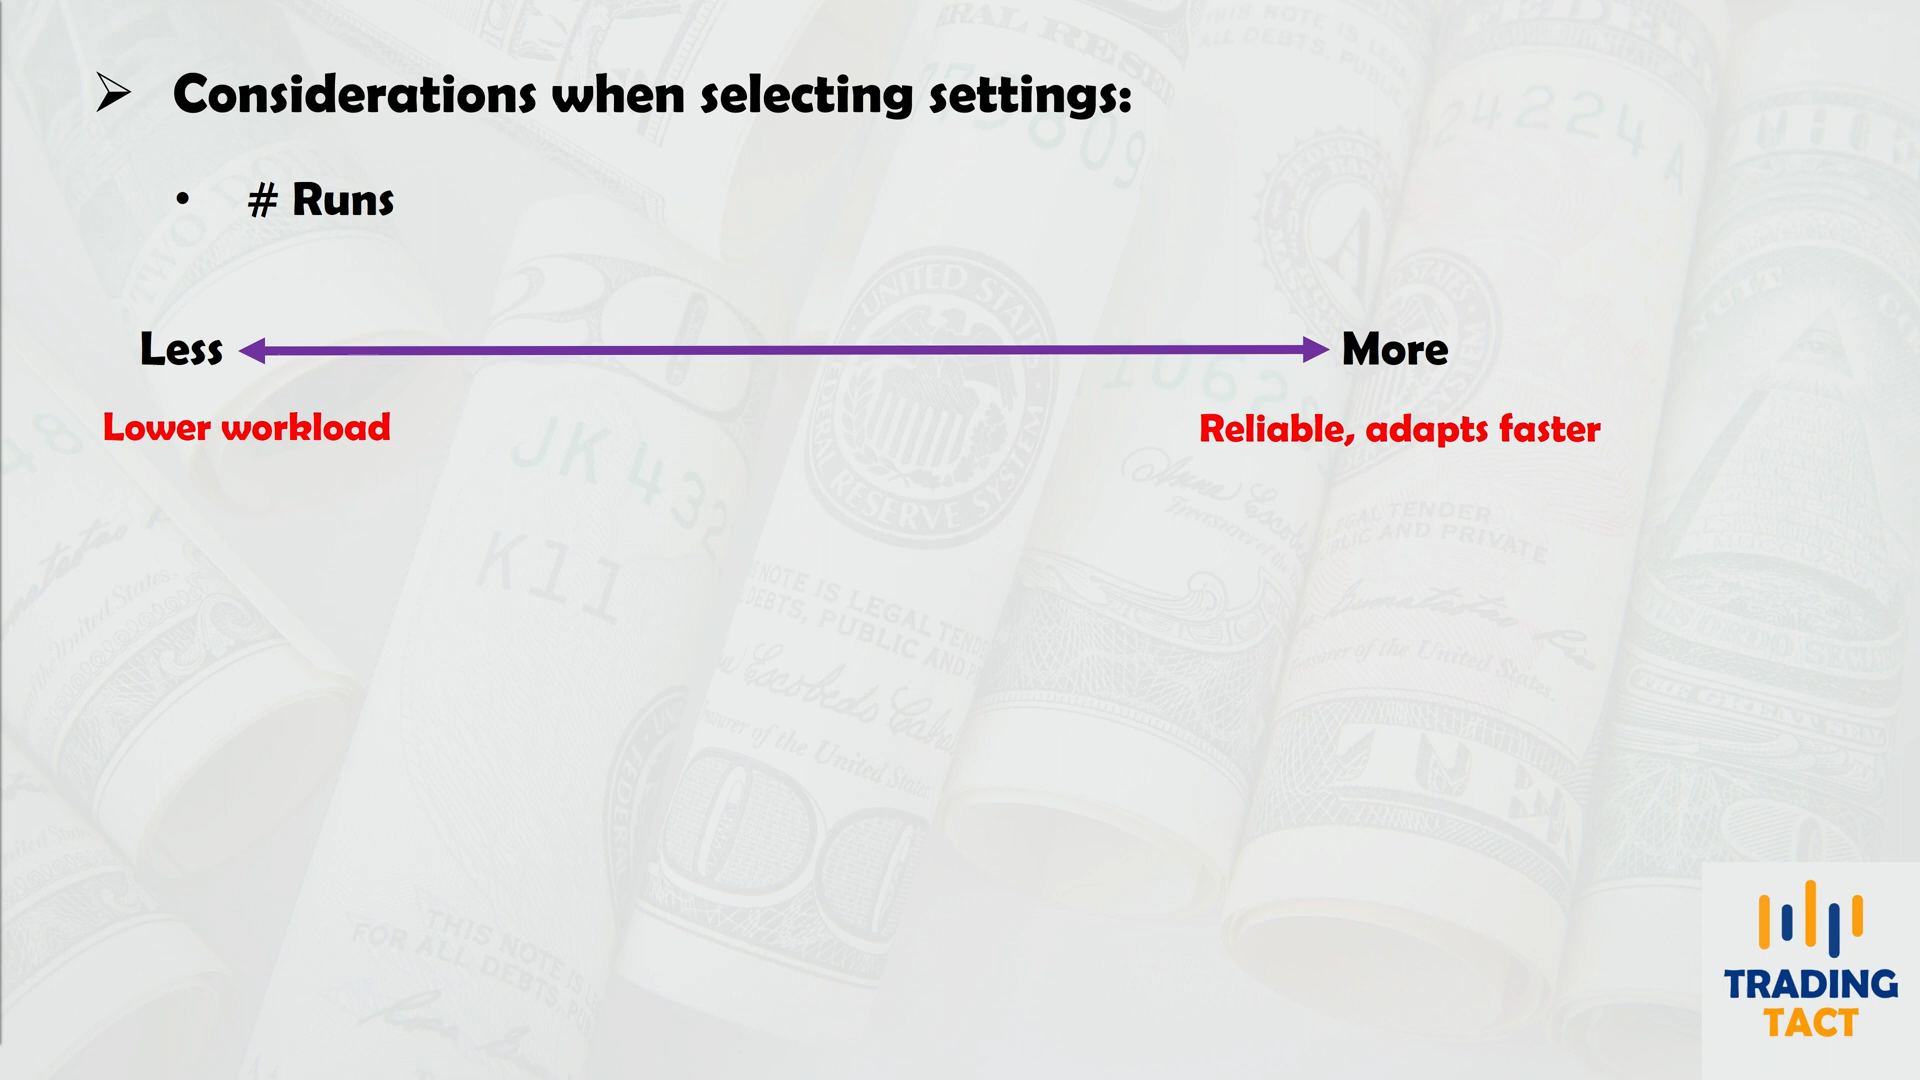 Considerations when selecting settings:
# Runs
Less
More
Lower workload
Reliable, adapts faster
TRADING
TACT